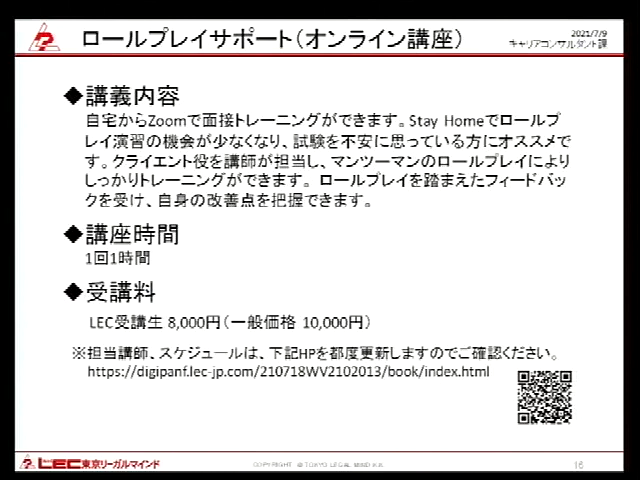 ロールプレイサポート（オンライン講座）
2021/7/9
キャリアコンサルタント課
◆講義内容
自宅からZoomで面接トレーニングができます。Stay Homeでロールプ
レイ演習の機会が少なくなり、試験を不安に思っている方にオススメで
す。クライエント役を講師が担当し、マンツーマンのロールプレイにより
しっかりトレーニングができます。 ロールプレイを踏まえたフィードバッ
クを受け、自身の改善点を把握できます。
◆講座時間
1回1時間
◆受講料
LEC受講生 8,000円（一般価格 10,000円）
※担当講師、スケジュールは、下記HPを都度更新しますのでご確認ください。
https://digipanf.lec-jp.com/210718WV2102013/book/index.html
LEC東京リーガルマインド
COPYRIGHT @ TOKYO LEGAL MIND K.K.
16